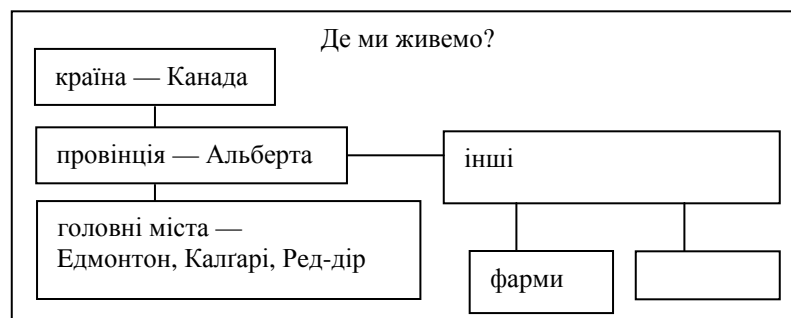 Де ми живемо?
країна — Канада
провінція — Альберта
інші
головні міста —
Едмонтон, Калґарі, Ред-дір
фарми